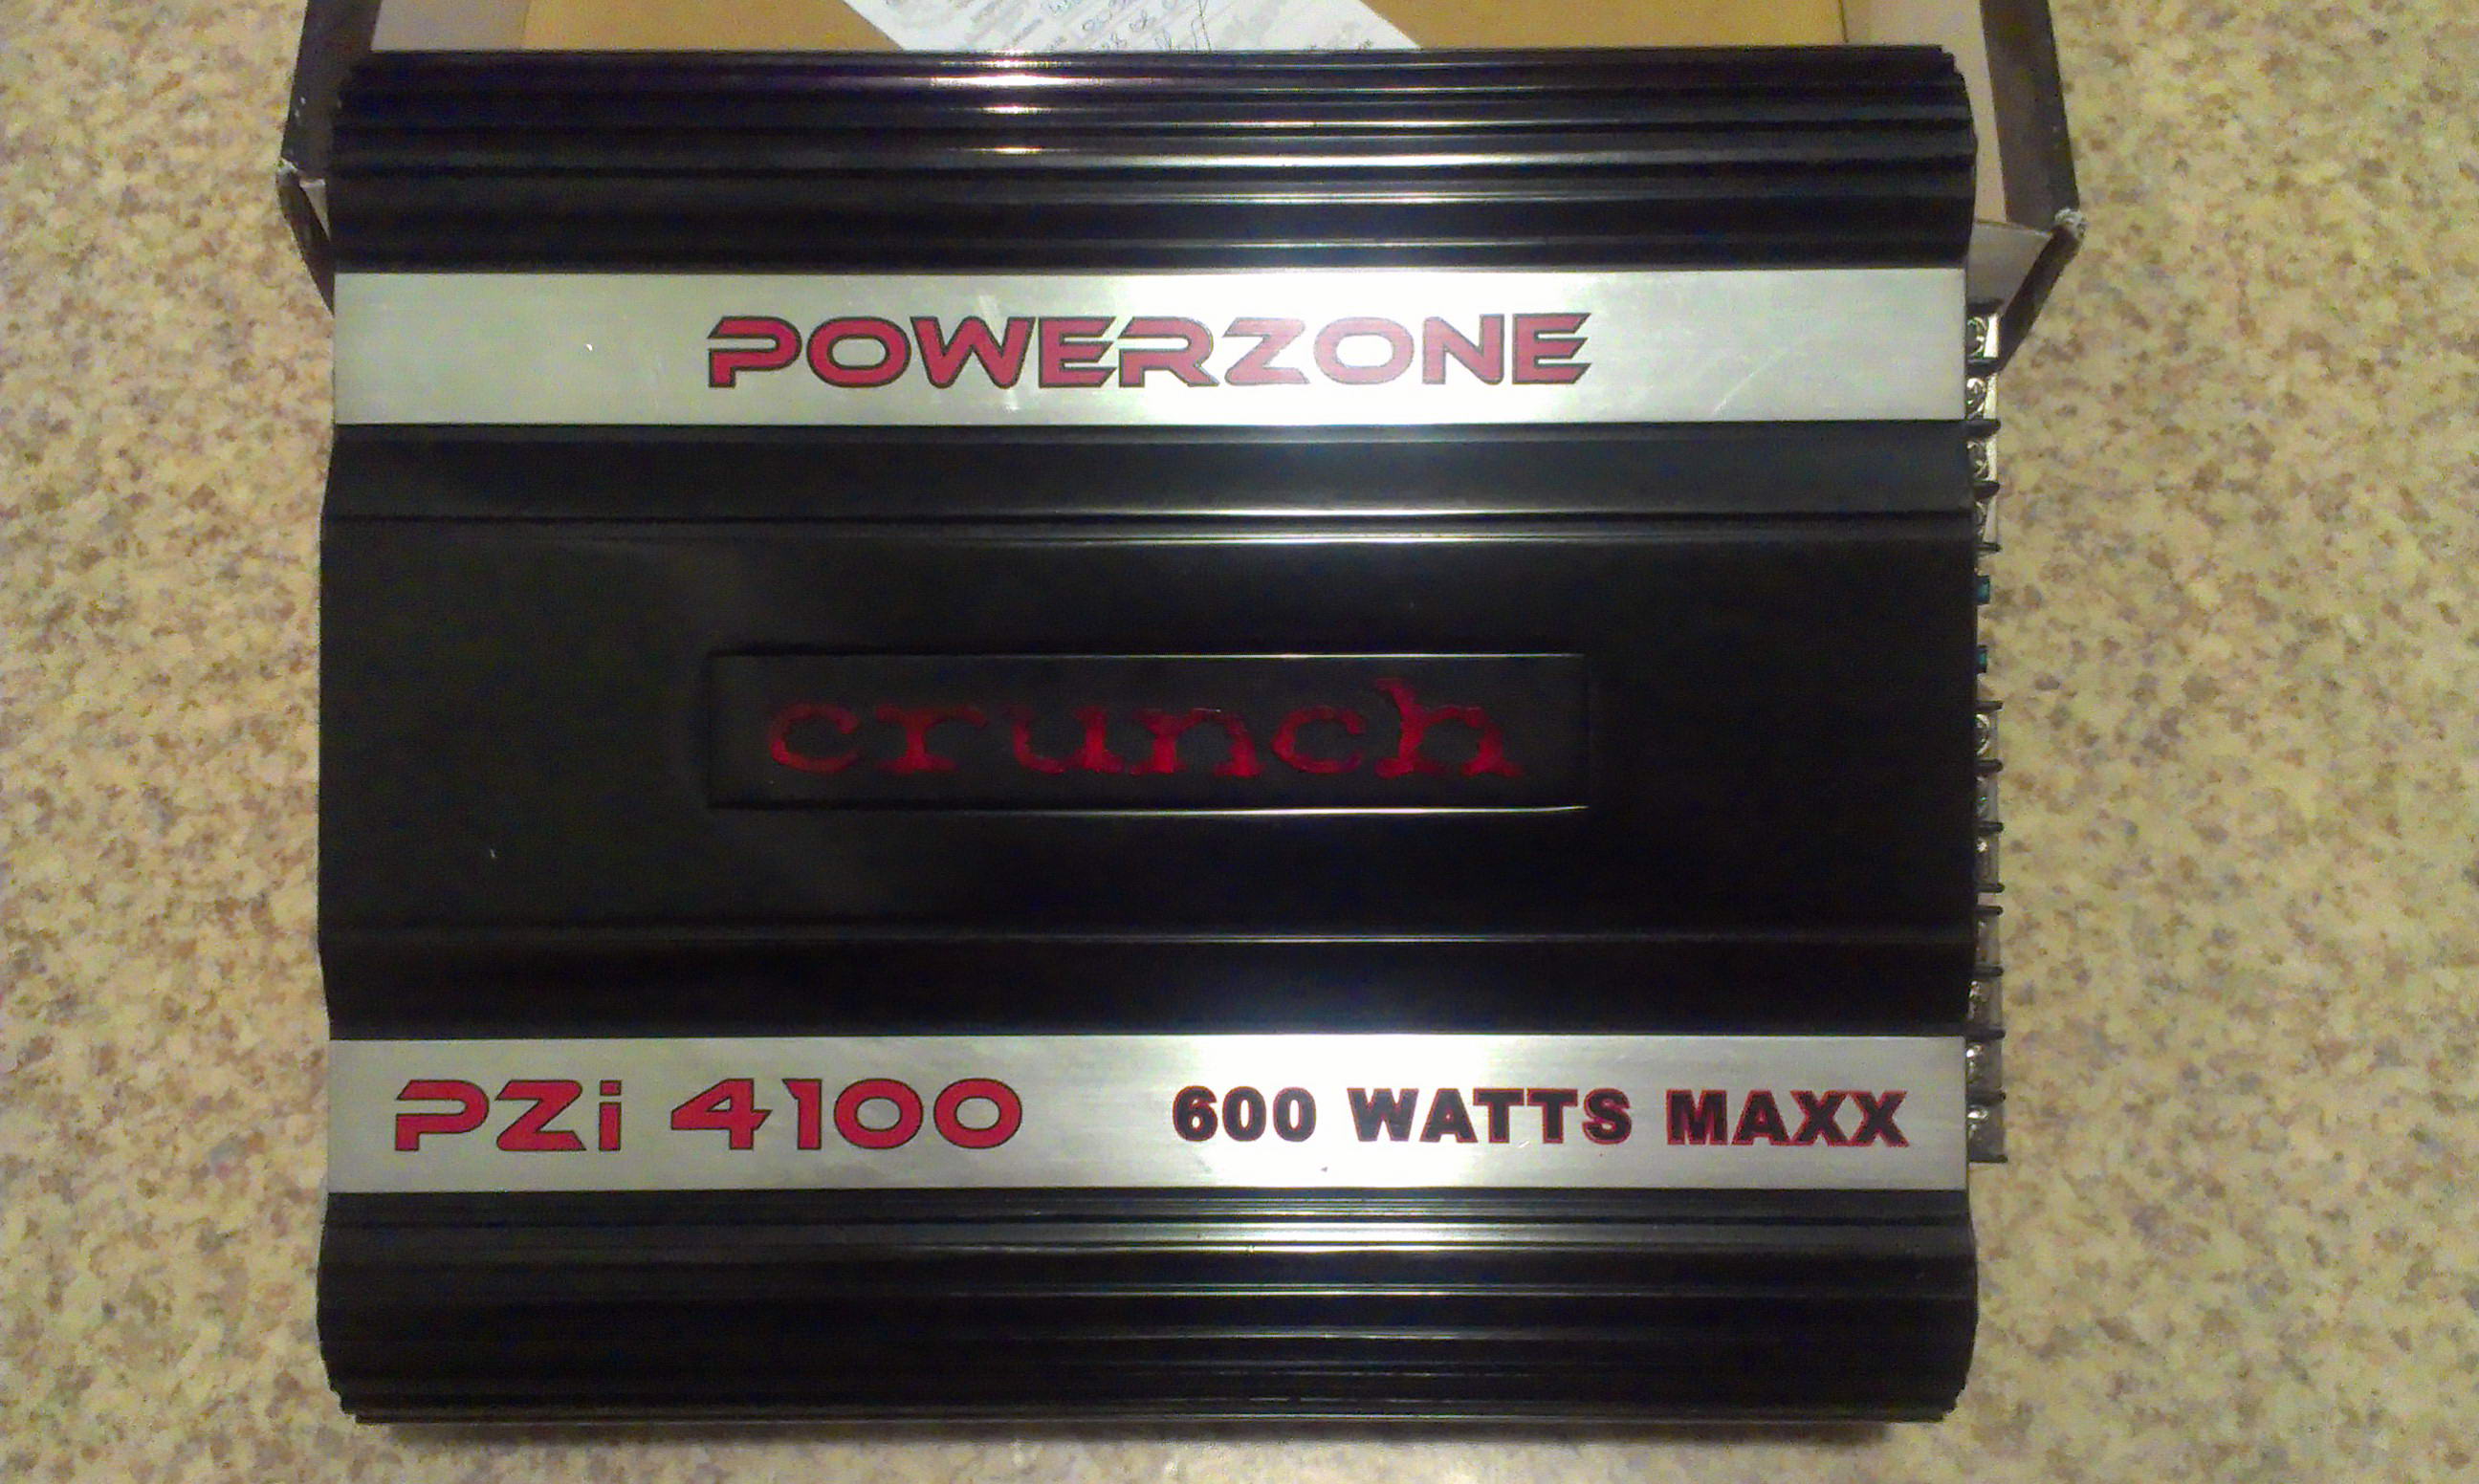 POWERZONE
crunch
PZi 4100 600 WATTS MAXX